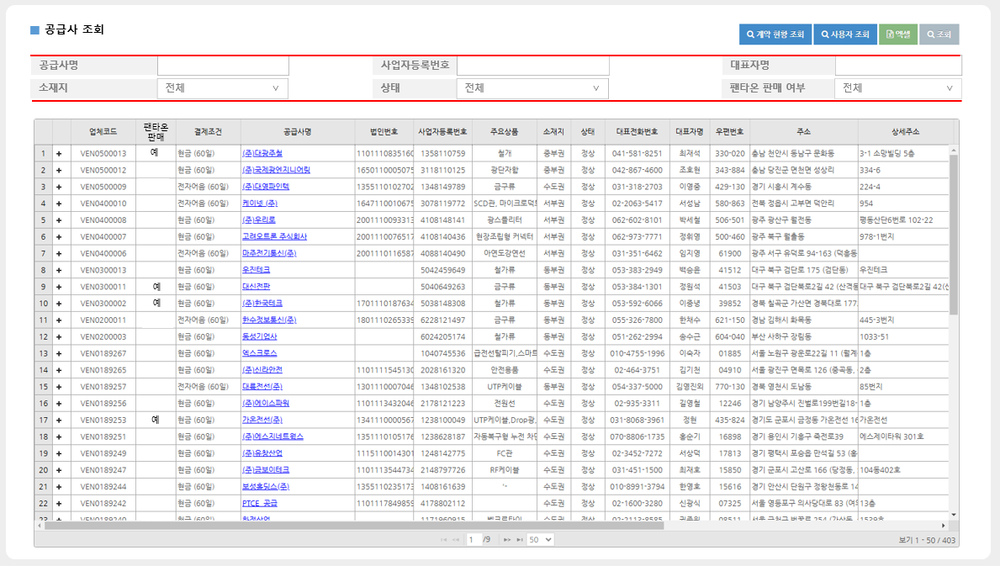 공급사 조회
계약 현황 조회 사용자 조회 엑셀 조회
공급사명 사업자등록번호 대표자명
소재지 전체 상태 전체 팬타온 판매 여부 전체
업체코드 팬타온 판매 결제조건 공급사명 법인번호 사업자등록번호 주요상품 소재지 상태 대표전화번호 대표자명 우편번호 주소 상세주소
1 + VEN0500013 예 현금 (60일) (주)대광주철 1101110835160 1358110759 철개 중부권 정상 041-581-8251 최재석 330-020 충남 천안시 동남구 문화동 3-1 소망빌딩 5층
2 + VEN0500012 현금 (60일) (주)국제광엔지니어링 1650110005075 3118110125 광단자함 중부권 정상 042-867-4600 조호현 343-884 충남 당진군 면천면 성상리 334-6
3 + VEN0500009 전자어음 (60일) (주)대영파인텍 1355110102702 1348149789 금구류 수도권 정상 031-318-2703 이영중 429-130 경기 시흥시 계수동 224-4
4 + VEN0400010 전자어음 (60일) 케이넷 (주) 1647110010675 3078119772 SCD관, 마이크로덕트 서부권 정상 02-2063-5417 서성남 580-863 전북 정읍시 고부면 덕안리 954
5 + VEN0400008 현금 (60일) (주)우리로 2001110093313 4108148141 광스플리터 서부권 정상 062-602-8101 박세철 506-501 광주 광산구 월전동 평동산단6번로 102-22
6 + VEN0400007 현금 (60일) 고려오트론 주식회사 2001110076517 4108140436 현장조립형 커넥터 서부권 정상 062-973-7771 정휘영 500-460 광주 북구 월출동 978-1번지
7 + VEN0400006 전자어음 (60일) 마주전기통신(주) 2001110116587 4088140490 아연도강연선 서부권 정상 031-351-6462 임지영 61900 광주 서구 유덕로 94-163 (덕흥동
8 + VEN0300013 현금 (60일) 우진테크 5042459649 철가류 동부권 정상 053-383-2949 백승윤 41512 대구 북구 검단로 175 (검단동) 우진테크
9 + VEN0300011 예 현금 (60일) 대신전판 5040649263 금구류 동부권 정상 053-384-1301 정원석 41503 대구 북구 검단북로2길 42 (산격동 대구 북구 검단북로2길 42(산
10 + VEN0300002 예 현금 (60일) (주)한국테크 1701110187634 5038148308 철가류 동부권 정상 053-592-6066 이종녕 39852 경북 칠곡군 가산면 경북대로 177
11 + VEN0200011 전자어음 (60일) 한수정보통신(주) 1801110265339 6228121497 금구류 동부권 정상 055-326-7800 한채수 621-150 경남 김해시 화목동 445-3번지
12 + VEN0200003 현금 (60일) 동성기업사 6024205174 철가류 동부권 정상 051-262-2994 송수근 604-040 부산 사하구 장림동 1033-51
13 + VEN0189267 현금 (60일) 엑스크로스 1040745536 급전선탈피기,스마트 수도권 정상 010-4755-1996 이숙자 01885 서울 노원구 광운로22길 11 (월계 1층
14 + VEN0189265 현금 (60일) (주)신라안전 1101111545130 2028161320 안전용품 수도권 정상 02-464-3751 김기천 04910 서울 광진구 면목로 126 (중곡동, 2층
15 + VEN0189257 전자어음 (60일) 대륭전선(주) 1301110007046 1348102538 UTP케이블 동부권 정상 054-337-5000 김영진외 770-130 경북 영천시 도남동 85번지
16 + VEN0189256 현금 (60일) (주)에이스파워 1101113432046 2178121223 전원선 수도권 정상 02-935-3311 길영철 12246 경기 남양주시 진벌로199번길18- 1층
17 + VEN0189253 예 현금 (60일) 가온전선(주) 1341110000567 1238100049 UTP케이블,Drop광, 수도권 정상 031-8068-3961 정현 435-824 경기도 군포시 금정동 가온전선 16 가온전선
18 + VEN0189251 현금 (60일) (주)에스지네트웍스 1351110105176 1238628187 자동복구형 누전 차단 수도권 정상 070-8806-1735 홍순기 16898 경기 용인시 기흥구 죽전로39 에스제이타워 301호
19 + VEN0189249 현금 (60일) (주)유창산업 1115110014301 1248142775 FC관 수도권 정상 02-3452-7272 서상덕 17813 경기 평택시 포승읍 만석길 53
20 + VEN0189247 현금 (60일) (주)금보이테크 1101113544734 2148797726 RF케이블 수도권 정상 031-451-1500 최재호 15850 경기 군포시 고산로 166 (당정동, 104동402호
21 + VEN0189244 현금 (60일) 보성홀딩스(주) 1355110235173 1408161639 '- 수도권 정상 010-8991-3794 한영호 15616 경기 안산시 단원구 정왕천동로 14
22 + VEN0189242 현금 (60일) PTCE_공급 1101117849859 4178802112 수도권 정상 02-1600-3280 신광식 07325 서울 영등포구 의사당대로 83 (여의 13층
1 /9 50 보기 1 - 50 / 403